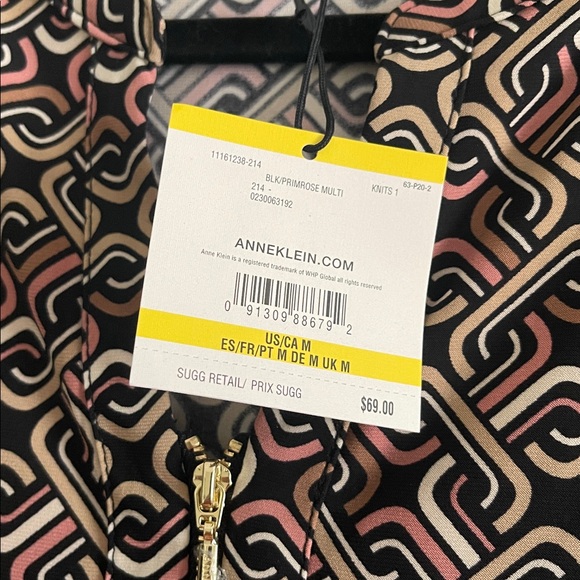 11161238-214
63-P20-2
BLK/PRIMROSE MULTI KNITS 1
214 -
0230063192
ANNEKLEIN.COM
Anne Klein is a registered trademark of WHP Global all rights reserved
0 91309 88679 2
US/CA M
ES/FR/PT M DE M UK M
SUGG RETAIL/ PRIX SUGG $69.00